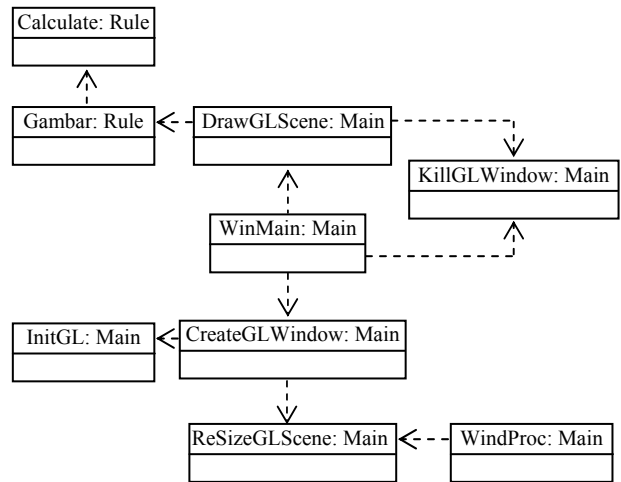 Calculate: Rule
Gambar: Rule
DrawGLScene: Main
KillGLWindow: Main
WinMain: Main
InitGL: Main
CreateGLWindow: Main
ReSizeGLScene: Main
WindProc: Main